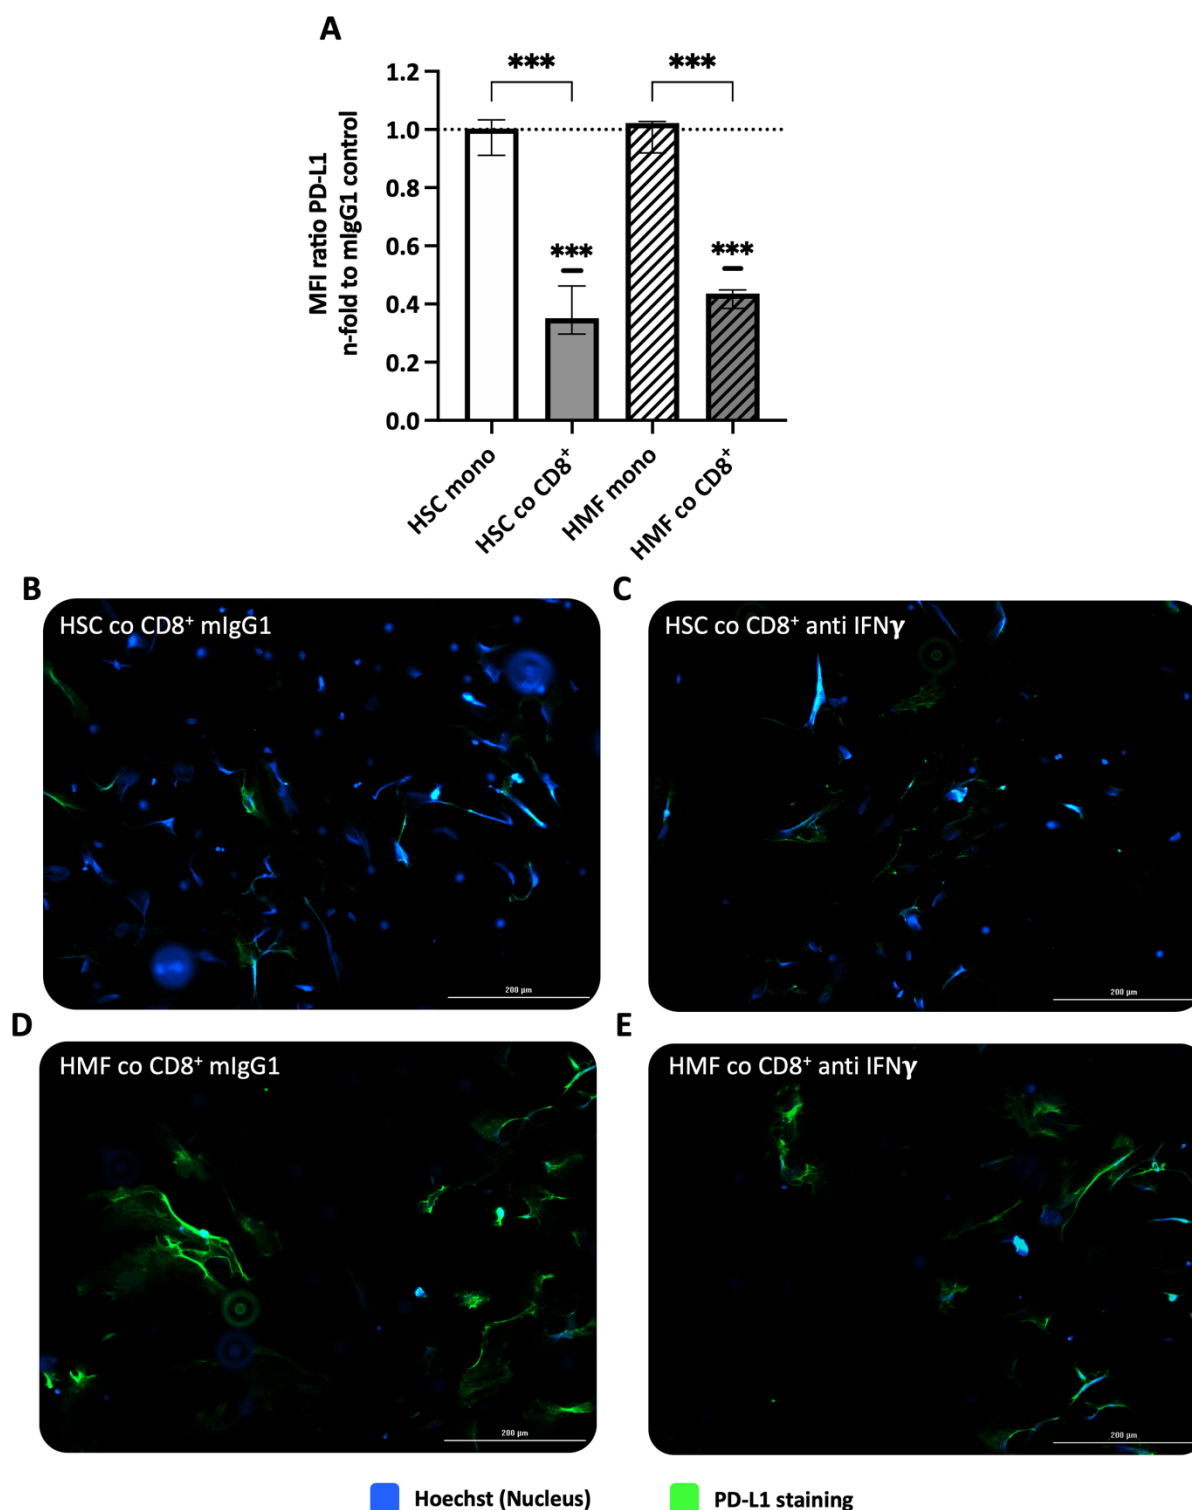 A
***
***
1.2
1.0
0.8
0.6
0.4
0.2
0.0
MFI ratio PD-L1
n-fold to mIgG1 control
***
***
HSC mono
HSC co CD8⁺
HMF mono
HMF co CD8⁺
B
HSC co CD8⁺ mIgG1
200 µm
C
HSC co CD8⁺ anti IFNγ
200 µm
D
HMF co CD8⁺ mIgG1
200 µm
E
HMF co CD8⁺ anti IFNγ
200 µm
Hoechst (Nucleus)
PD-L1 staining